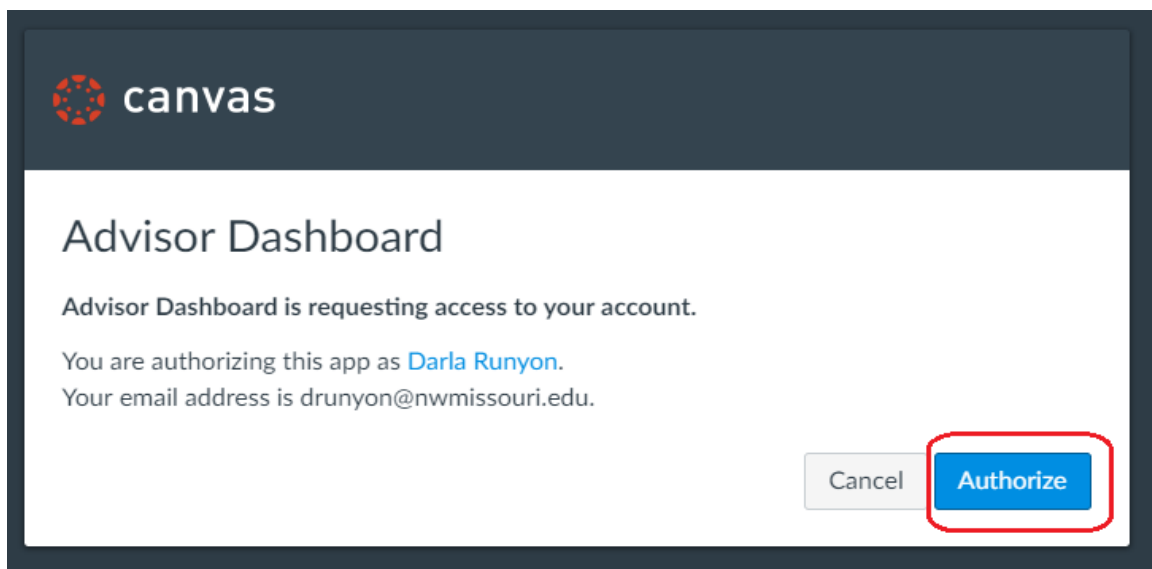 canvas
Advisor Dashboard
Advisor Dashboard is requesting access to your account.
You are authorizing this app as Darla Runyon.
Your email address is drunyon@nwmissouri.edu.
Cancel
Authorize